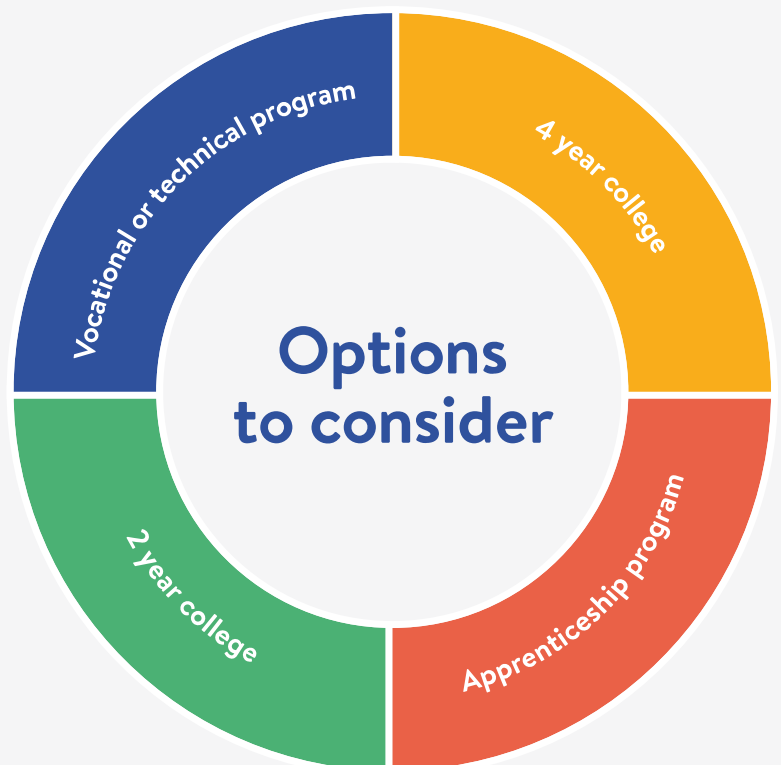 Vocational or technical program
4 year college
Options
to consider
2 year college
Apprenticeship program